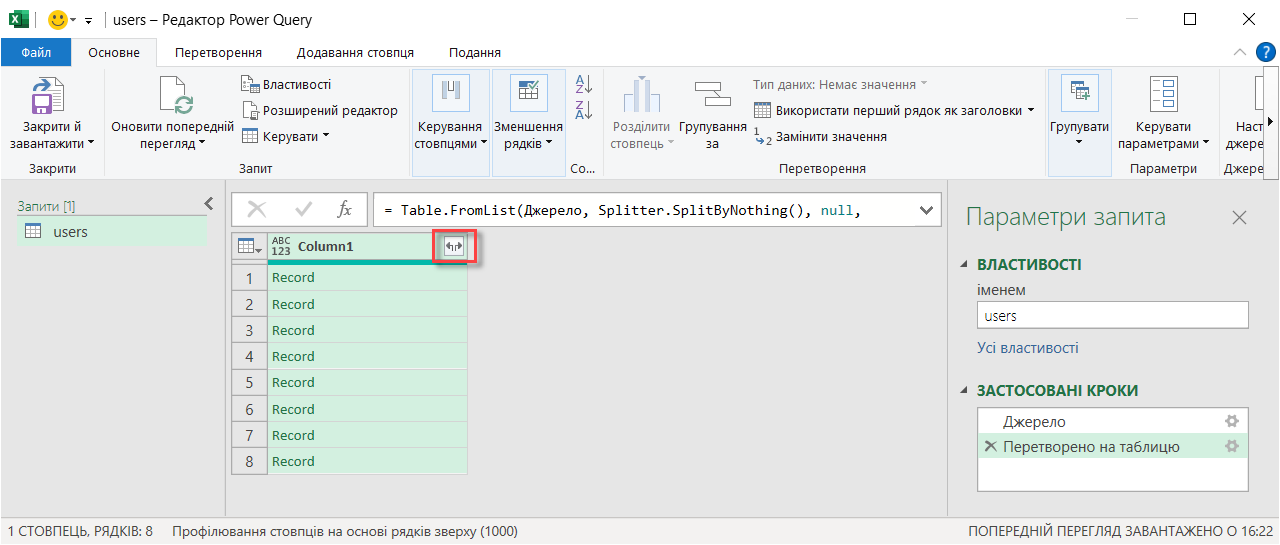 users – Редактор Power Query
Файл
Основне
Перетворення
Додавання стовпця
Подання
?
Закрити й
завантажити
Закрити
Оновити попередній
перегляд
Властивості
Розширений редактор
Керувати
Запит
Керування
стовпцями
Зменшення
рядків
A
Z
Z
A
Со...
Розділити
стовпець
Групування
за
Тип даних: Немає значення
Використати перший рядок як заголовки
1
2 Замінити значення
Перетворення
Групувати
Керувати
параметрами
Параметри
Наст
джере
Джере...
Запити [1]
users
fx
= Table.FromList(Джерело, Splitter.SplitByNothing(), null,
ABC
123
Column1
1 Record
2 Record
3 Record
4 Record
5 Record
6 Record
7 Record
8 Record
Параметри запита
ВЛАСТИВОСТІ
іменем
users
Усі властивості
ЗАСТОСОВАНІ КРОКИ
Джерело
Перетворено на таблицю
1 СТОВПЕЦЬ, РЯДКІВ: 8
Профілювання стовпців на основі рядків зверху (1000)
ПОПЕРЕДНІЙ ПЕРЕГЛЯД ЗАВАНТАЖЕНО О 16:22